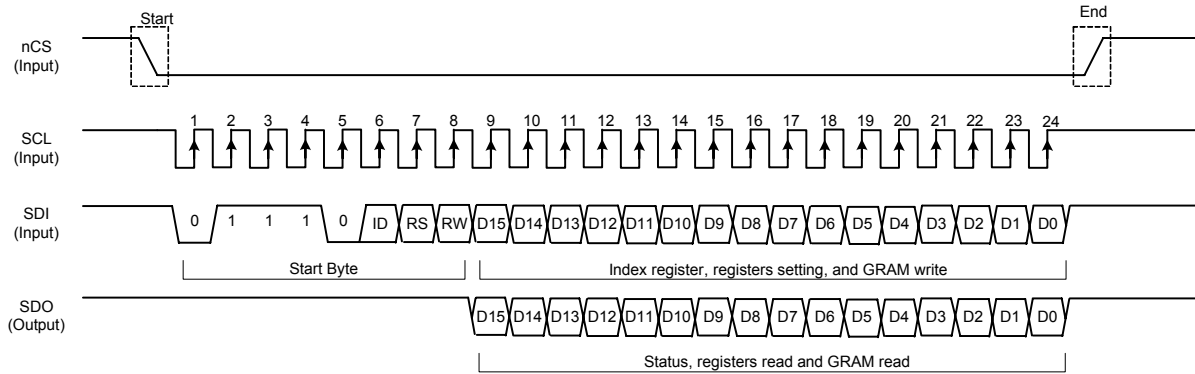 Start
End
nCS
(Input)
1 2 3 4 5 6 7 8 9 10 11 12 13 14 15 16 17 18 19 20 21 22 23 24
SCL
(Input)
SDI
(Input)
0 1 1 1 0 ID RS RW D15 D14 D13 D12 D11 D10 D9 D8 D7 D6 D5 D4 D3 D2 D1 D0
Start Byte
Index register, registers setting, and GRAM write
SDO
(Output)
D15 D14 D13 D12 D11 D10 D9 D8 D7 D6 D5 D4 D3 D2 D1 D0
Status, registers read and GRAM read